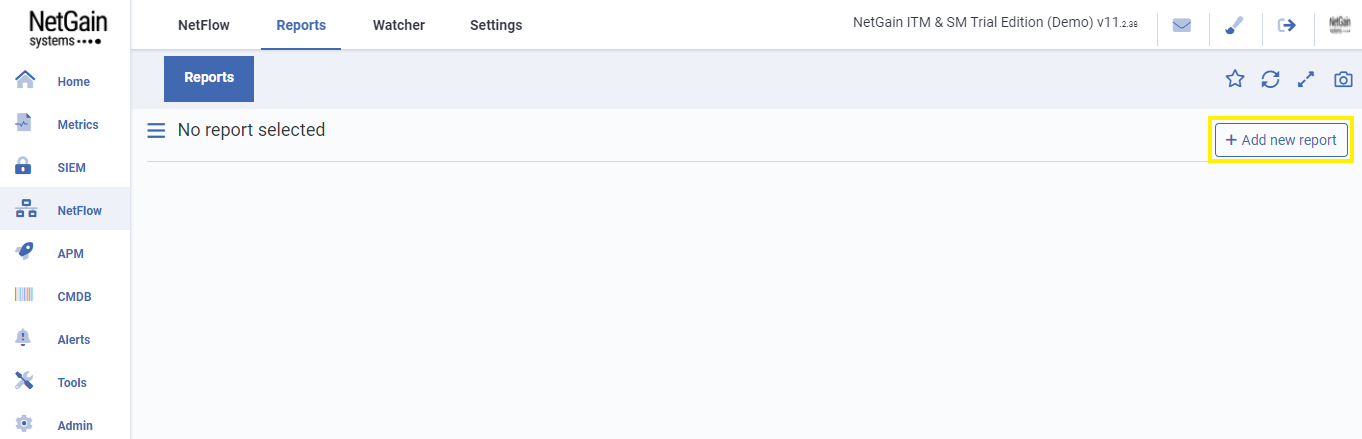 NetGain
systems
NetFlow
Reports
Watcher
Settings
NetGain ITM & SM Trial Edition (Demo) v11.2.38
NetGain
Home
Metrics
SIEM
NetFlow
APM
CMDB
Alerts
Tools
Admin
Reports
No report selected
+ Add new report